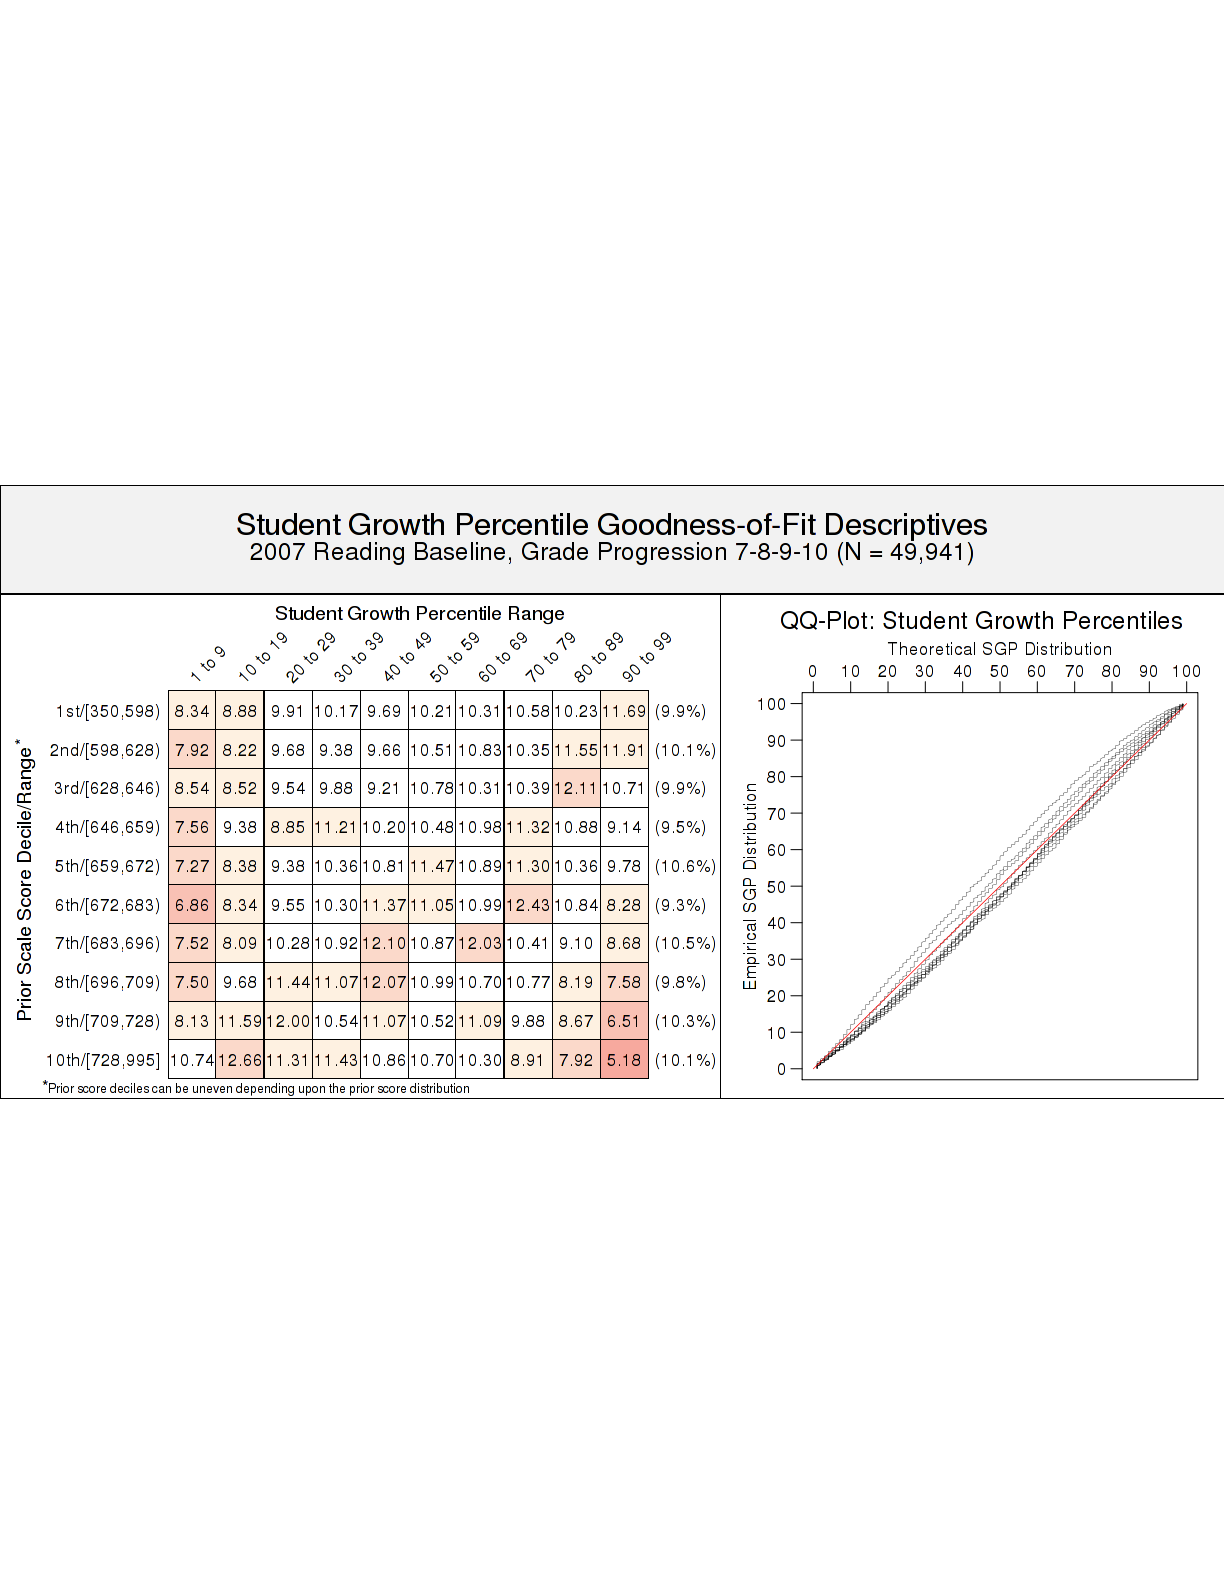 Student Growth Percentile Goodness-of-Fit Descriptives
2007 Reading Baseline, Grade Progression 7-8-9-10 (N = 49,941)
Student Growth Percentile Range
1 to 9 10 to 19 20 to 29 30 to 39 40 to 49 50 to 59 60 to 69 70 to 79 80 to 89 90 to 99
Prior Scale Score Decile/Range*
1st/[350,598) 8.34 8.88 9.91 10.17 9.69 10.21 10.31 10.58 10.23 11.69 (9.9%)
2nd/[598,628) 7.92 8.22 9.68 9.38 9.66 10.51 10.83 10.35 11.55 11.91 (10.1%)
3rd/[628,646) 8.54 8.52 9.54 9.88 9.21 10.78 10.31 10.39 12.11 10.71 (9.9%)
4th/[646,659) 7.56 9.38 8.85 11.21 10.20 10.48 10.98 11.32 10.88 9.14 (9.5%)
5th/[659,672) 7.27 8.38 9.38 10.36 10.81 11.47 10.89 11.30 10.36 9.78 (10.6%)
6th/[672,683) 6.86 8.34 9.55 10.30 11.37 11.05 10.99 12.43 10.84 8.28 (9.3%)
7th/[683,696) 7.52 8.09 10.28 10.92 12.10 10.87 12.03 10.41 9.10 8.68 (10.5%)
8th/[696,709) 7.50 9.68 11.44 11.07 12.07 10.99 10.70 10.77 8.19 7.58 (9.8%)
9th/[709,728) 8.13 11.59 12.00 10.54 11.07 10.52 11.09 9.88 8.67 6.51 (10.3%)
10th/[728,995] 10.74 12.66 11.31 11.43 10.86 10.70 10.30 8.91 7.92 5.18 (10.1%)
*Prior score deciles can be uneven depending upon the prior score distribution
QQ-Plot: Student Growth Percentiles
Theoretical SGP Distribution
0 10 20 30 40 50 60 70 80 90 100
Empirical SGP Distribution
100
90
80
70
60
50
40
30
20
10
0